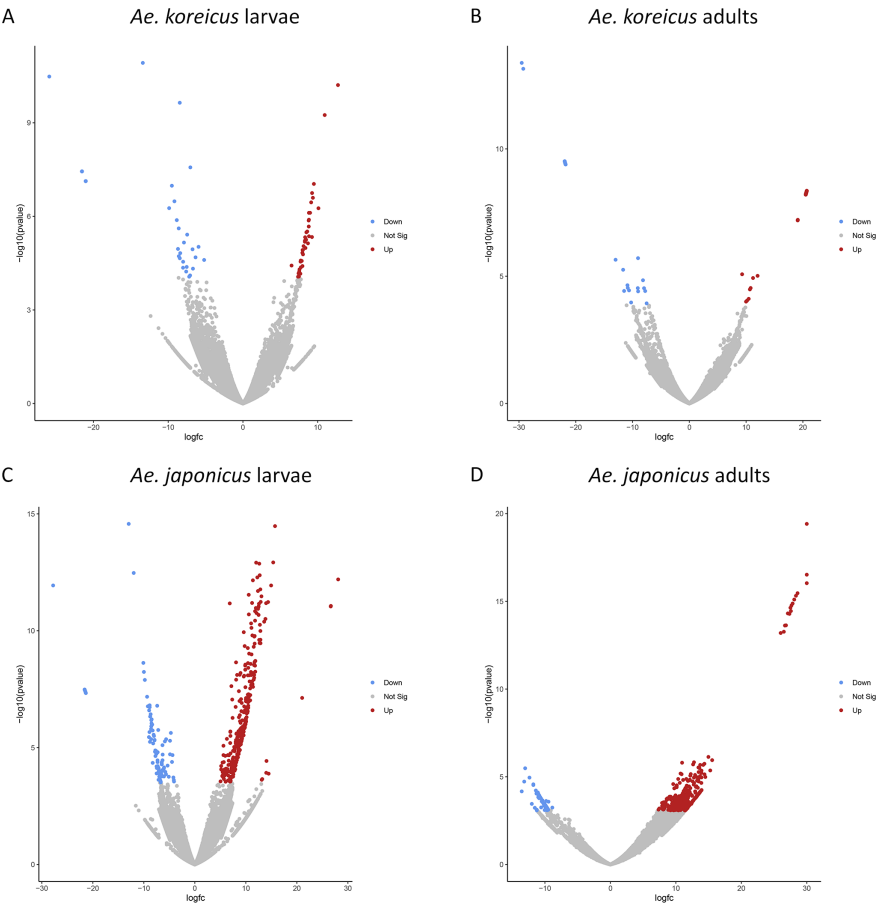 A
Ae. koreicus larvae
9
6
3
0
−20
−10
0
10
logfc
−log10(pvalue)
Down
Not Sig
Up
B
Ae. koreicus adults
10
5
0
−30
−20
−10
0
10
20
logfc
−log10(pvalue)
Down
Not Sig
Up
C
Ae. japonicus larvae
15
10
5
0
−30
−20
−10
0
10
20
30
logfc
−log10(pvalue)
Down
Not Sig
Up
D
Ae. japonicus adults
20
15
10
5
0
−10
0
10
20
30
logfc
−log10(pvalue)
Down
Not Sig
Up